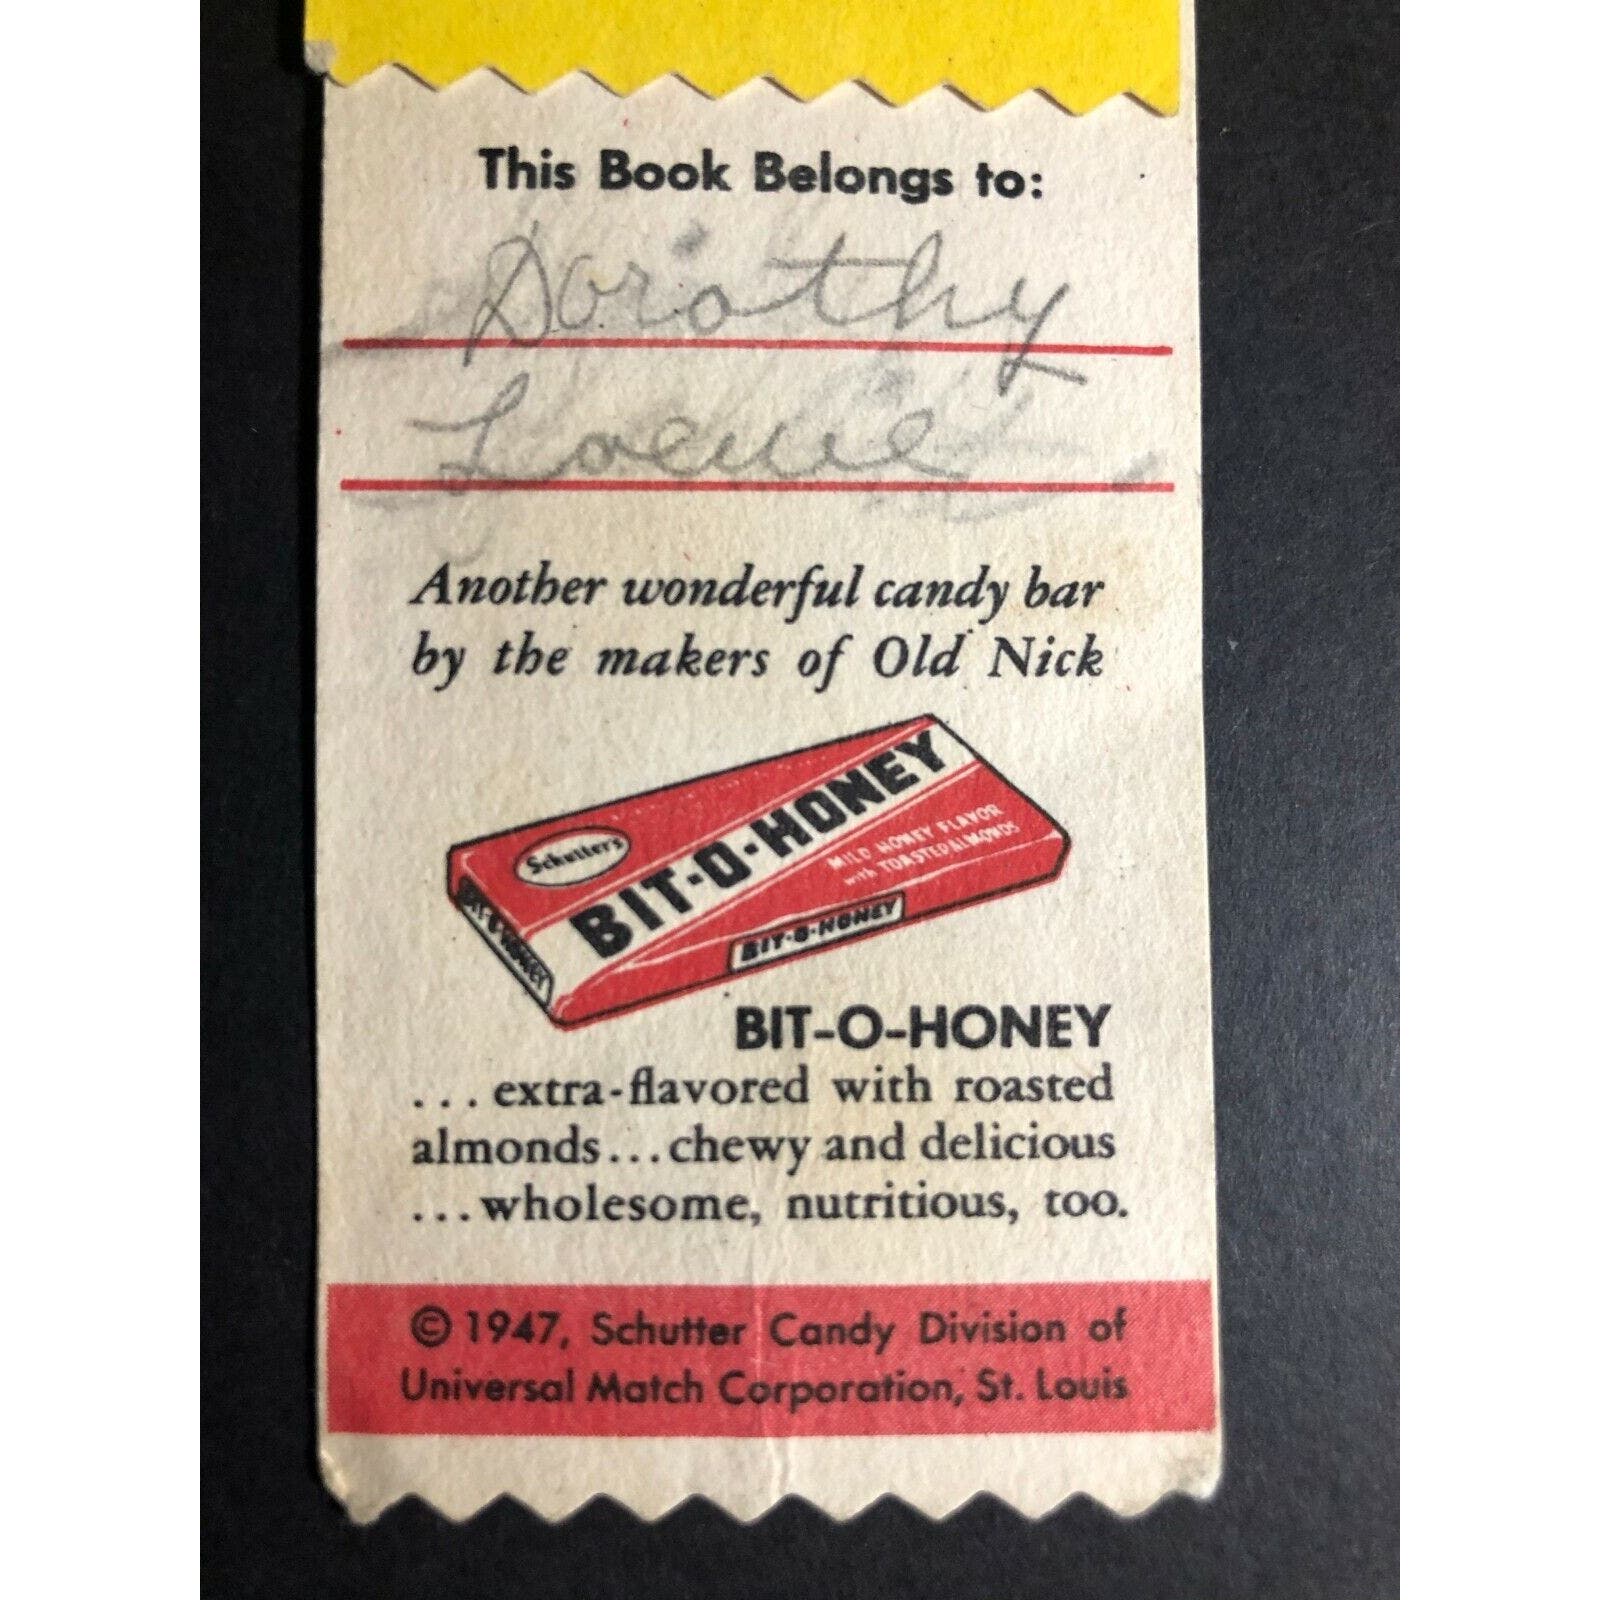 This Book Belongs to:
Dorothy
Another wonderful candy bar
by the makers of Old Nick
Schutter's
BIT-O-HONEY
MILD HONEY FLAVOR
with TOASTED ALMONDS
BIT-O-HONEY
BIT-O-HONEY
BIT-O-HONEY
...extra-flavored with roasted
almonds...chewy and delicious
...wholesome, nutritious, too.
© 1947, Schutter Candy Division of
Universal Match Corporation, St. Louis